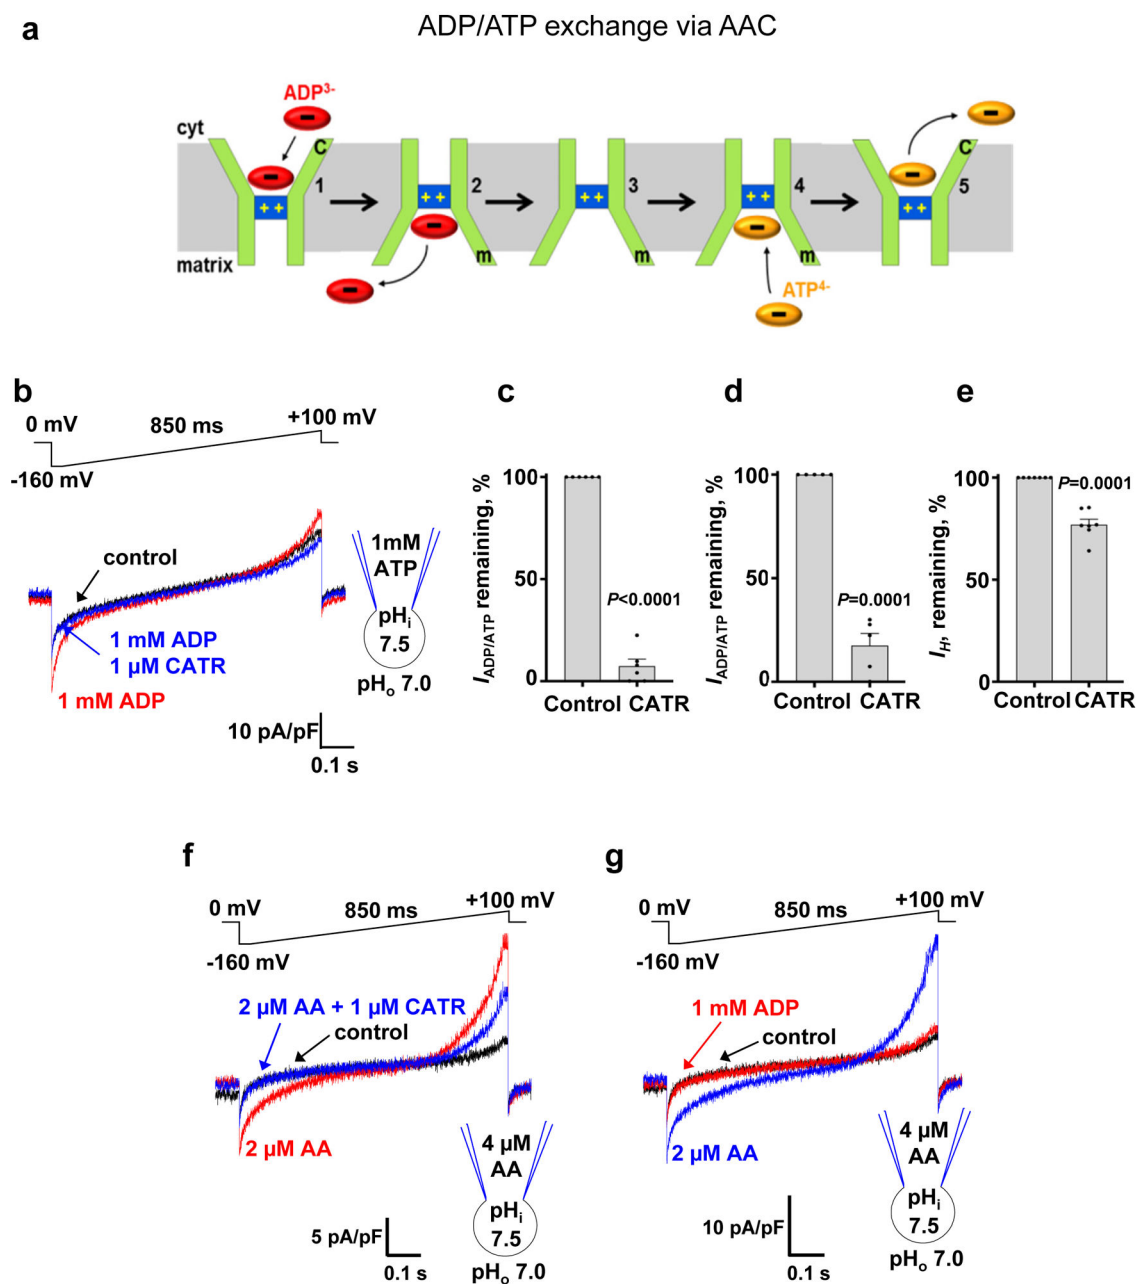 a
ADP/ATP exchange via AAC
ADP³⁻
cyt
C
C
1
2
3
4
5
+ +
+ +
+ +
+ +
+ +
matrix
m
m
m
ATP⁴⁻
b
0 mV
850 ms
+100 mV
-160 mV
control
1 mM ADP
1 µM CATR
1 mM ADP
1mM
ATP
pHi
7.5
pHo 7.0
10 pA/pF
0.1 s
c
IADP/ATP remaining, %
100
50
0
P<0.0001
Control CATR
d
IADP/ATP remaining, %
100
50
0
P=0.0001
Control CATR
e
IH, remaining, %
100
50
0
P=0.0001
Control CATR
f
0 mV
850 ms
+100 mV
-160 mV
2 µM AA + 1 µM CATR
control
2 µM AA
4 µM
AA
pHi
7.5
pHo 7.0
5 pA/pF
0.1 s
g
0 mV
850 ms
+100 mV
-160 mV
1 mM ADP
control
2 µM AA
4 µM
AA
pHi
7.5
pHo 7.0
10 pA/pF
0.1 s